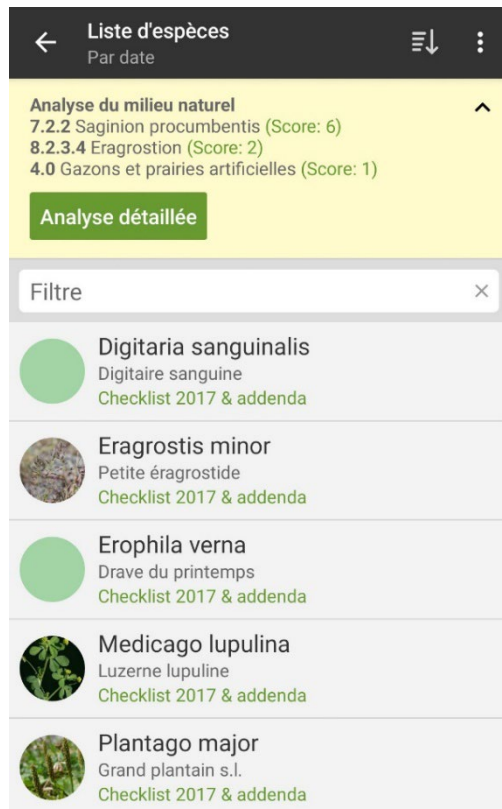 Liste d'espèces
Par date
Analyse du milieu naturel
7.2.2 Saginion procumbentis (Score: 6)
8.2.3.4 Eragrostion (Score: 2)
4.0 Gazons et prairies artificielles (Score: 1)
Analyse détaillée
Filtre
Digitaria sanguinalis
Digitaire sanguine
Checklist 2017 & addenda
Eragrostis minor
Petite éragrostide
Checklist 2017 & addenda
Erophila verna
Drave du printemps
Checklist 2017 & addenda
Medicago lupulina
Luzerne lupuline
Checklist 2017 & addenda
Plantago major
Grand plantain s.l.
Checklist 2017 & addenda